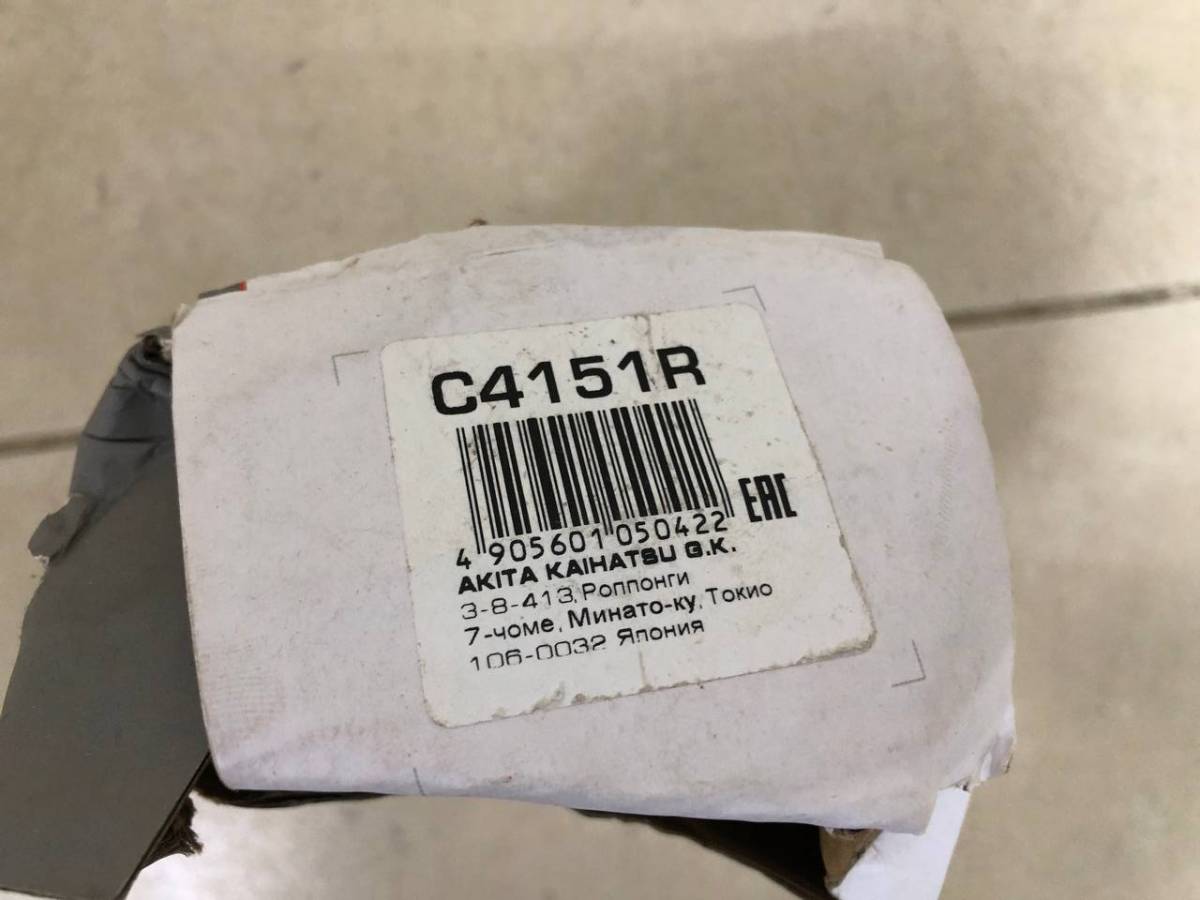 C4151R
4 905601 050422
EAC
AKITA KAIHATSU G.K.
3-8-413, Роппонги
7-чоме, Минато-ку, Токио
106-0032 Япония